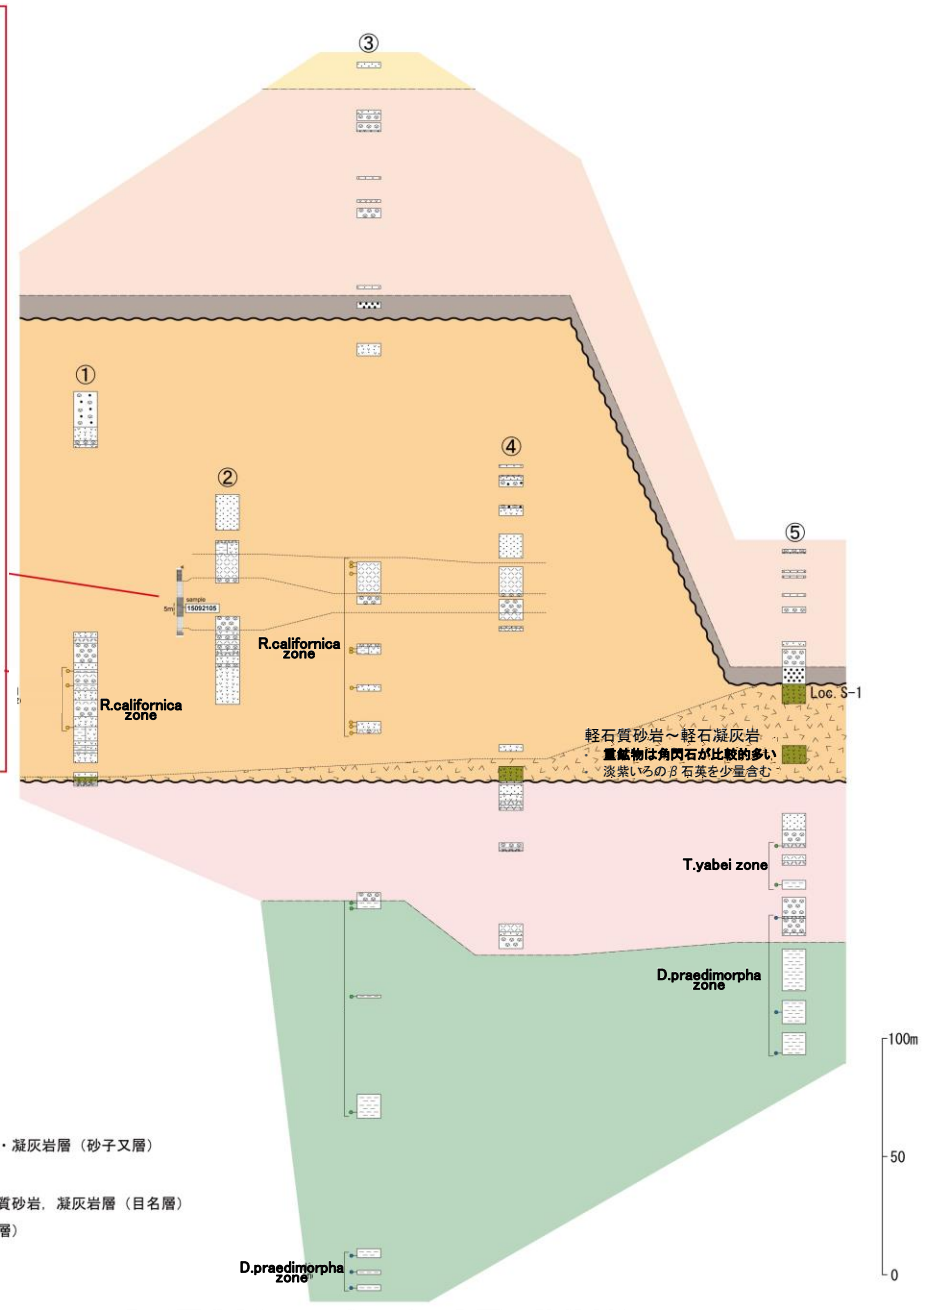 ③
①
②
④
⑤
sample
5m
15092105
R.californica
zone
R.californica
zone
Loc. S-1
軽石質砂岩～軽石凝灰岩
・ 重鉱物は角閃石が比較的多い
・ 淡紫いろのβ石英を少量含む
T.yabei zone
D.praedimorpha
zone
100m
50
0
・凝灰岩層（砂子又層）
質砂岩, 凝灰岩層（目名層）
層）
D.praedimorpha
zone